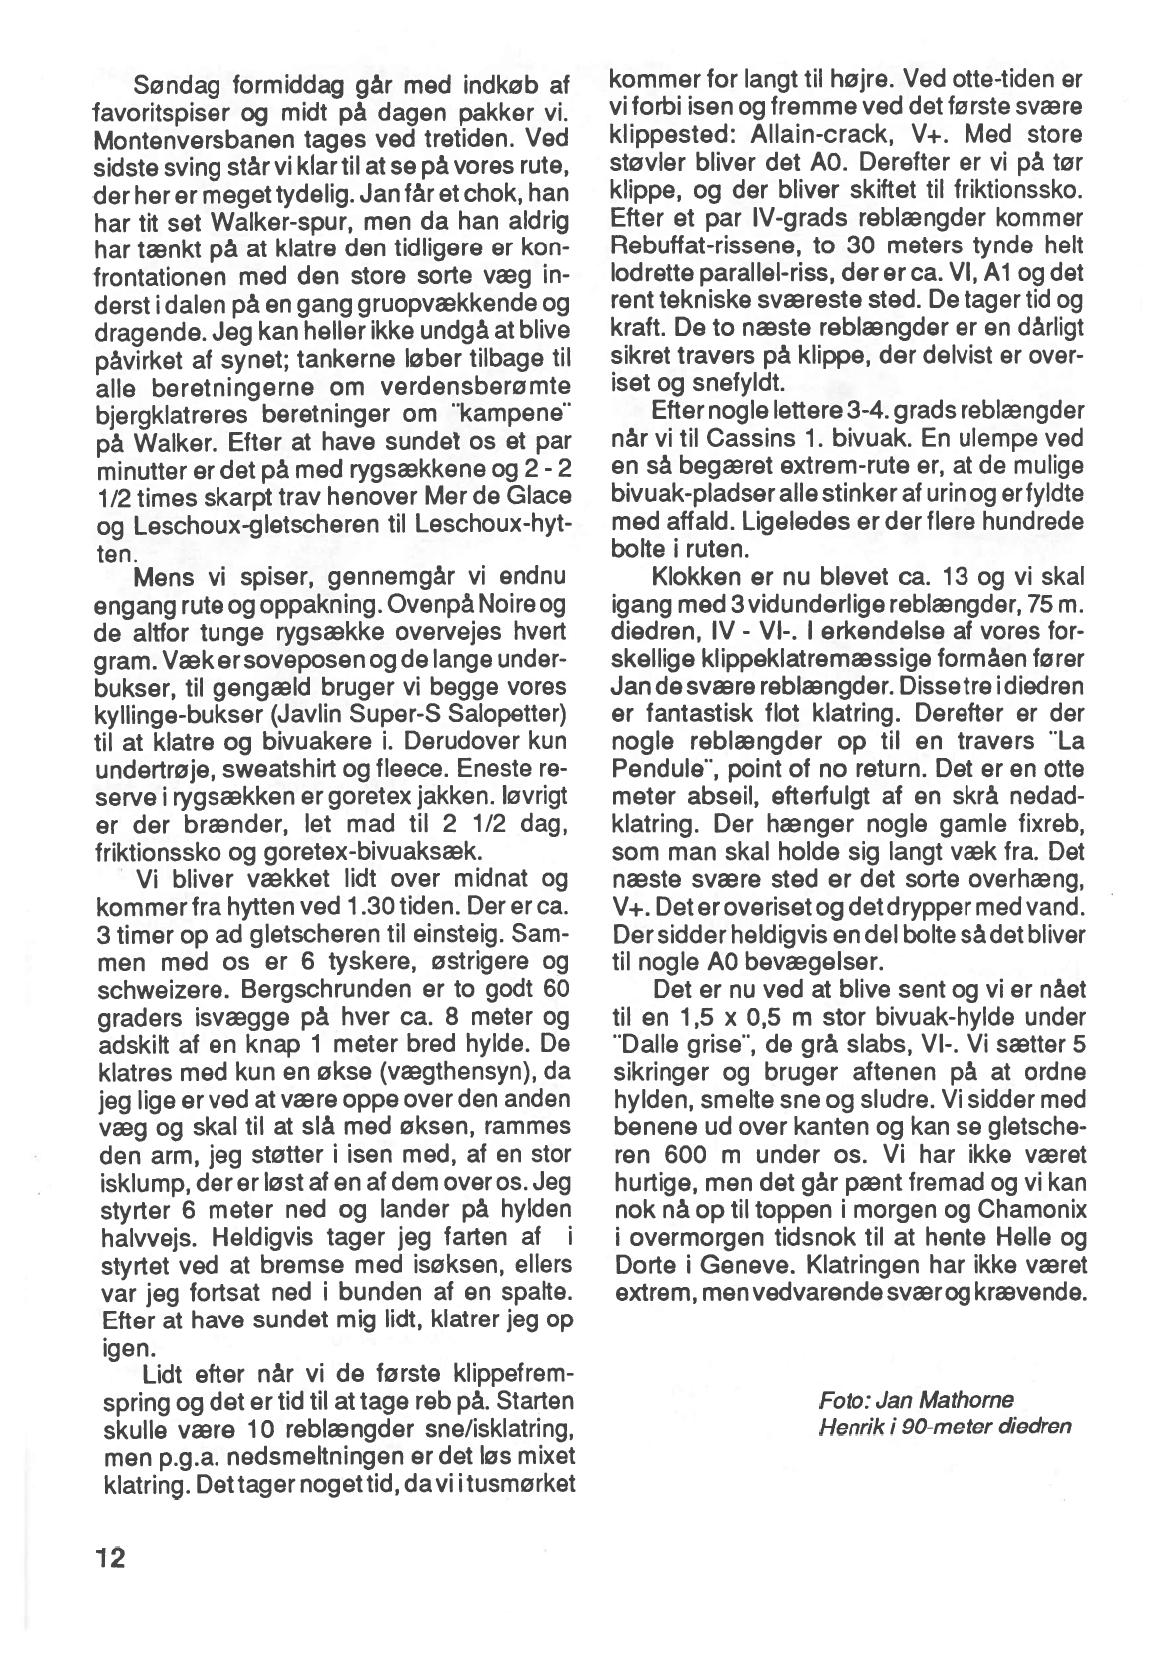 Søndag formiddag går med indkøb af
favoritspiser og midt på dagen pakker vi.
Montenversbanen tages ved tretiden. Ved
sidste sving står vi klar til at se på vores rute,
der her er meget tydelig. Jan får et chok, han
har tit set Walker-spur, men da han aldrig
har tænkt på at klatre den tidligere er kon-
frontationen med den store sorte væg in-
derst i dalen på en gang gruopvækkende og
dragende. Jeg kan heller ikke undgå at blive
påvirket af synet; tankerne løber tilbage til
alle beretningerne om verdensberømte
bjergklatreres beretninger om ¨kampene¨
på Walker. Efter at have sundet os et par
minutter er det på med rygsækkene og 2 - 2
1/2 times skarpt trav henover Mer de Glace
og Leschoux-gletscheren til Leschoux-hyt-
ten.
Mens vi spiser, gennemgår vi endnu
engang rute og oppakning. Ovenpå Noire og
de altfor tunge rygsække overvejes hvert
gram. Væk er soveposen og de lange under-
bukser, til gengæld bruger vi begge vores
kyllinge-bukser (Javlin Super-S Salopetter)
til at klatre og bivuakere i. Derudover kun
undertrøje, sweatshirt og fleece. Eneste re-
serve i rygsækken er goretex jakken. Iøvrigt
er der brænder, let mad til 2 1/2 dag,
friktionssko og goretex-bivuaksæk.
Vi bliver vækket lidt over midnat og
kommer fra hytten ved 1.30 tiden. Der er ca.
3 timer op ad gletscheren til einsteig. Sam-
men med os er 6 tyskere, østrigere og
schweizere. Bergschrunden er to godt 60
graders isvægge på hver ca. 8 meter og
adskilt af en knap 1 meter bred hylde. De
klatres med kun en økse (vægthensyn), da
jeg lige er ved at være oppe over den anden
væg og skal til at slå med øksen, rammes
den arm, jeg støtter i isen med, af en stor
isklump, der er løst af en af dem over os. Jeg
styrter 6 meter ned og lander på hylden
halvvejs. Heldigvis tager jeg farten af i
styrtet ved at bremse med isøksen, ellers
var jeg fortsat ned i bunden af en spalte.
Efter at have sundet mig lidt, klatrer jeg op
igen.
Lidt efter når vi de første klippefrem-
spring og det er tid til at tage reb på. Starten
skulle være 10 reblængder sne/isklatring,
men p.g.a. nedsmeltningen er det løs mixet
klatring. Det tager noget tid, da vi i tusmørket
kommer for langt til højre. Ved otte-tiden er
vi forbi isen og fremme ved det første svære
klippested: Allain-crack, V+. Med store
støvler bliver det A0. Derefter er vi på tør
klippe, og der bliver skiftet til friktionssko.
Efter et par IV-grads reblængder kommer
Rebuffat-rissene, to 30 meters tynde helt
lodrette parallel-riss, der er ca. VI, A1 og det
rent tekniske sværeste sted. De tager tid og
kraft. De to næste reblængder er en dårligt
sikret travers på klippe, der delvist er over-
iset og snefyldt.
Efter nogle lettere 3-4. grads reblængder
når vi til Cassins 1. bivuak. En ulempe ved
en så begæret extrem-rute er, at de mulige
bivuak-pladser alle stinker af urin og er fyldte
med affald. Ligeledes er der flere hundrede
bolte i ruten.
Klokken er nu blevet ca. 13 og vi skal
igang med 3 vidunderlige reblængder, 75 m.
diedren, IV - VI-. I erkendelse af vores for-
skellige klippeklatremæssige formåen fører
Jan de svære reblængder. Disse tre i diedren
er fantastisk flot klatring. Derefter er der
nogle reblængder op til en travers ¨La
Pendule¨, point of no return. Det er en otte
meter abseil, efterfulgt af en skrå nedad-
klatring. Der hænger nogle gamle fixreb,
som man skal holde sig langt væk fra. Det
næste svære sted er det sorte overhæng,
V+. Det er overiset og det drypper med vand.
Der sidder heldigvis en del bolte så det bliver
til nogle A0 bevægelser.
Det er nu ved at blive sent og vi er nået
til en 1,5 x 0,5 m stor bivuak-hylde under
¨Dalle grise¨, de grå slabs, VI-. Vi sætter 5
sikringer og bruger aftenen på at ordne
hylden, smelte sne og sludre. Vi sidder med
benene ud over kanten og kan se gletsche-
ren 600 m under os. Vi har ikke været
hurtige, men det går pænt fremad og vi kan
nok nå op til toppen i morgen og Chamonix
i overmorgen tidsnok til at hente Helle og
Dorte i Geneve. Klatringen har ikke været
extrem, men vedvarende svær og krævende.
Foto: Jan Mathorne
Henrik i 90-meter diedren
12